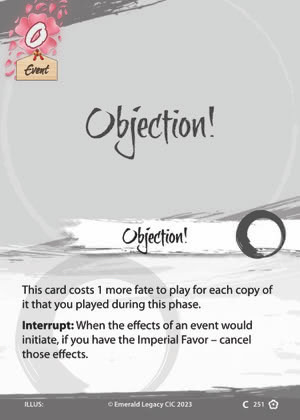 0
Event
Objection!
Objection!
This card costs 1 more fate to play for each copy of
it that you played during this phase.
Interrupt: When the effects of an event would
initiate, if you have the Imperial Favor – cancel
those effects.
ILLUS: © Emerald Legacy CIC 2023 C 251